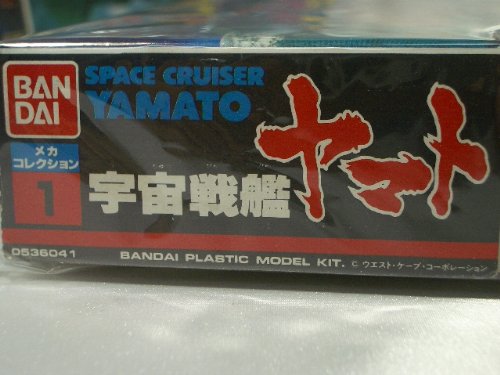 BAN
DAI
SPACE CRUISER
YAMATO
メカ
コレクション
1
宇宙戦艦
ヤマト
0536041
BANDAI PLASTIC MODEL KIT. © ウエスト・ケープ・コーポレーション